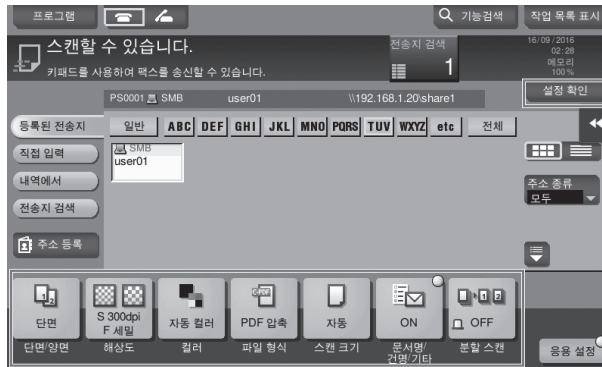 프로그램
기능검색
작업 목록 표시
스캔할 수 있습니다.
키패드를 사용하여 팩스를 송신할 수 있습니다.
전송지 검색
1
16/09/2016
02:28
메모리
100%
설정 확인
PS0001 SMB user01 \\192.168.1.20\share1
등록된 전송지
일반 ABC DEF GHI JKL MNO PQRS TUV WXYZ etc 전체
직접 입력
내역에서
전송지 검색
주소 등록
SMB
user01
주소 종류
모두
단면
S 300dpi
F 세밀
자동 컬러
PDF 압축
자동
ON
OFF
단면/양면
해상도
컬러
파일 형식
스캔 크기
문서명/
건명/기타
분할 스캔
응용 설정